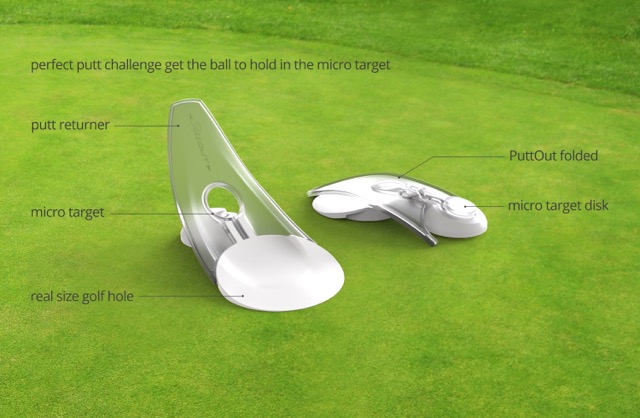 perfect putt challenge get the ball to hold in the micro target
putt returner
PuttOut folded
micro target
micro target disk
real size golf hole